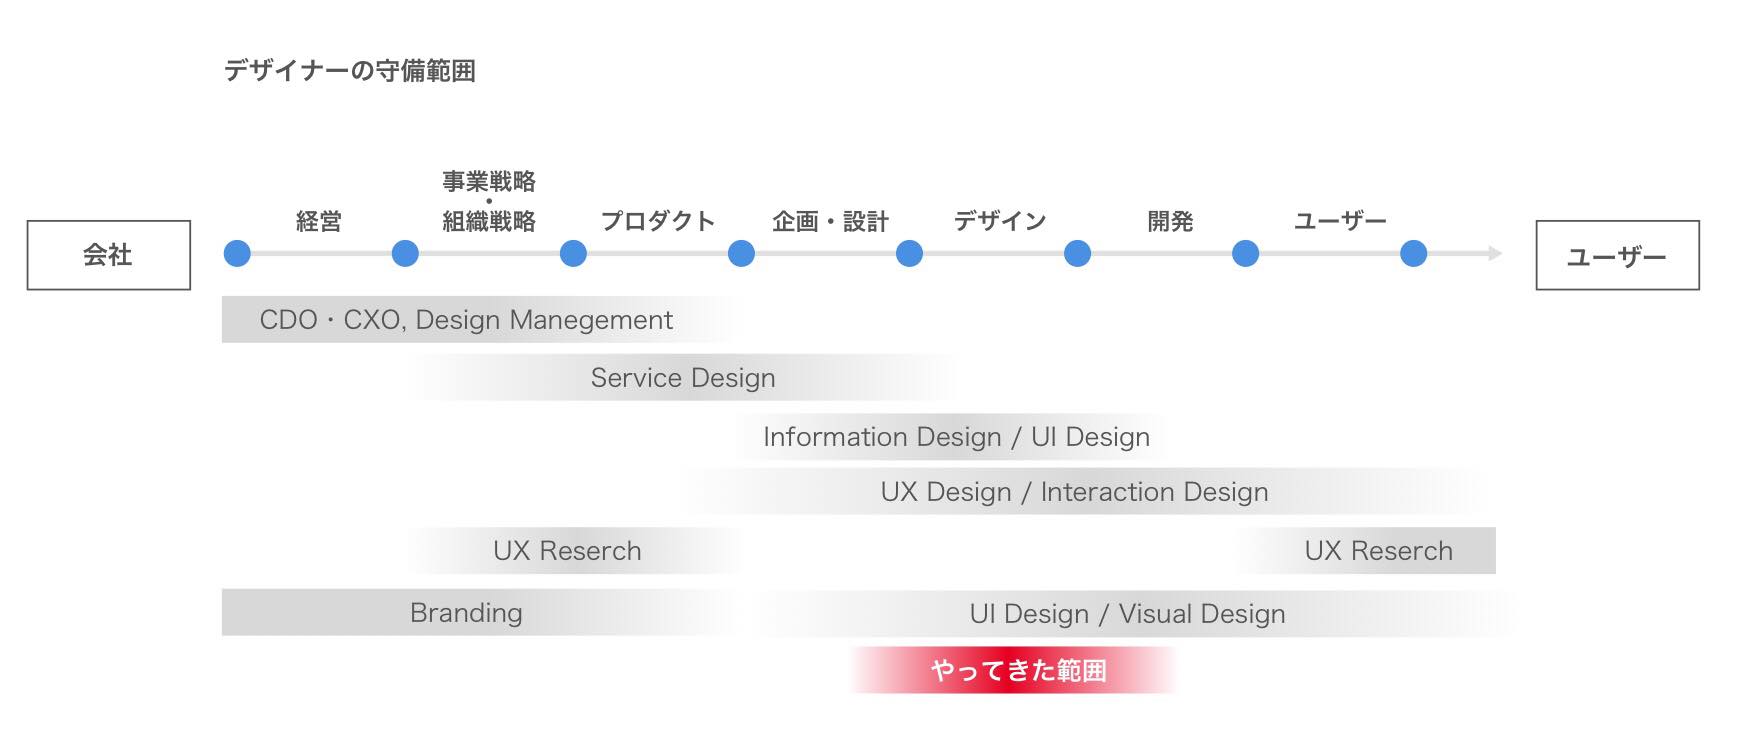 デザイナーの守備範囲
事業戦略
・
経営 組織戦略 プロダクト 企画・設計 デザイン 開発 ユーザー
会社
ユーザー
CDO・CXO, Design Manegement
Service Design
Information Design / UI Design
UX Design / Interaction Design
UX Reserch
UX Reserch
Branding
UI Design / Visual Design
やってきた範囲